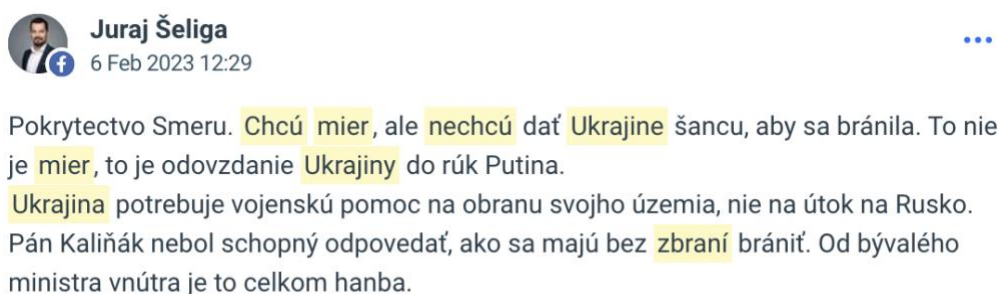 Juraj Šeliga
6 Feb 2023 12:29
Pokrytectvo Smeru. Chcú mier, ale nechcú dať Ukrajine šancu, aby sa bránila. To nie
je mier, to je odovzdanie Ukrajiny do rúk Putina.
Ukrajina potrebuje vojenskú pomoc na obranu svojho územia, nie na útok na Rusko.
Pán Kaliňák nebol schopný odpovedať, ako sa majú bez zbraní brániť. Od bývalého
ministra vnútra je to celkom hanba.